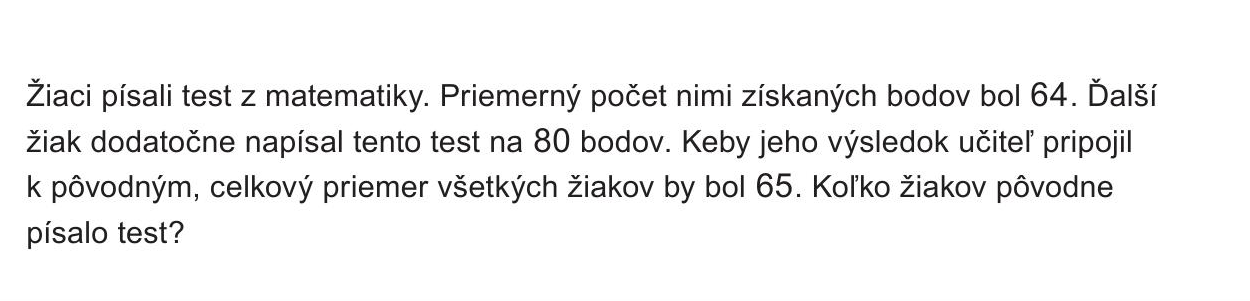 Žiaci písali test z matematiky. Priemerný počet nimi získaných bodov bol 64. Ďalší
žiak dodatočne napísal tento test na 80 bodov. Keby jeho výsledok učiteľ pripojil
k pôvodným, celkový priemer všetkých žiakov by bol 65. Koľko žiakov pôvodne
písalo test?